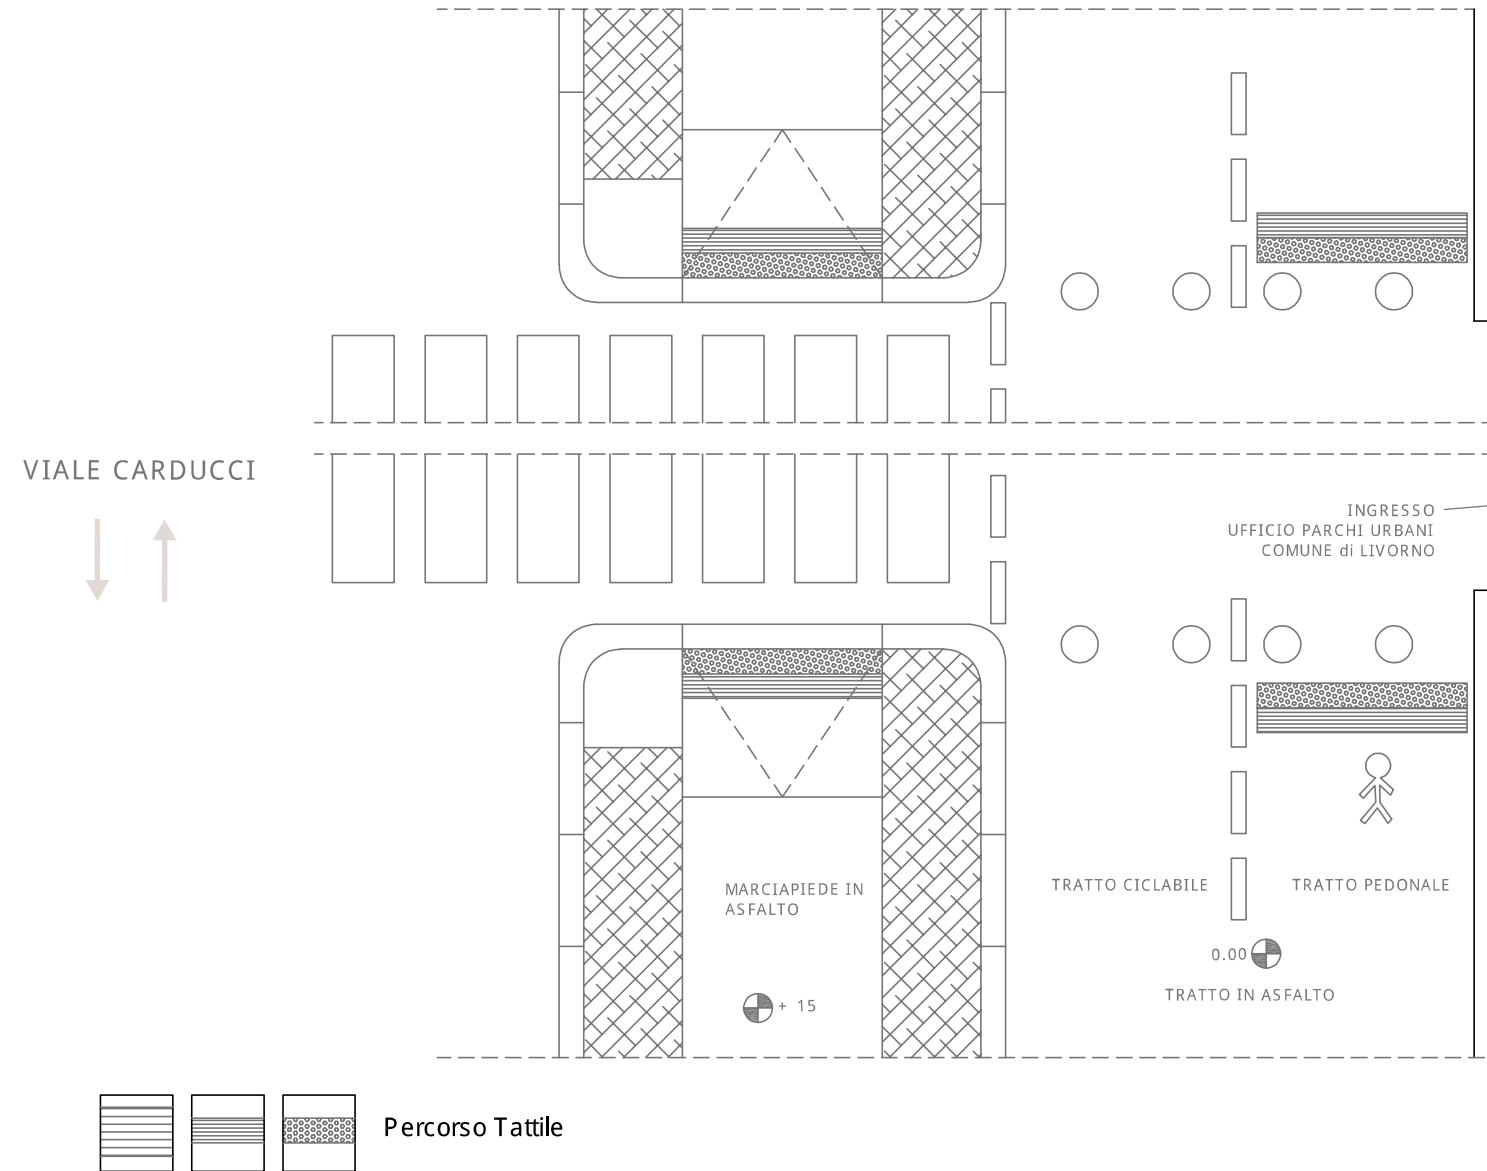 VIALE CARDUCCI
INGRESSO
UFFICIO PARCHI URBANI
COMUNE di LIVORNO
MARCIAPIEDE IN
ASFALTO
TRATTO CICLABILE
TRATTO PEDONALE
0.00
TRATTO IN ASFALTO
+ 15
Percorso Tattile